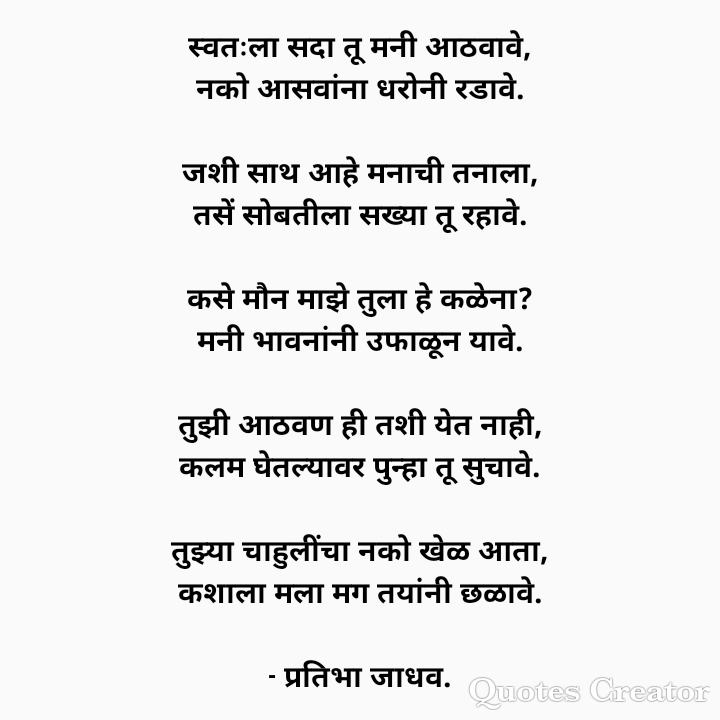 स्वतःला सदा तू मनी आठवावे,
नको आसवांना धरोनी रडावे.
जशी साथ आहे मनाची तनाला,
तसें सोबतीला सख्या तू रहावे.
कसे मौन माझे तुला हे कळेना?
मनी भावनांनी उफाळून यावे.
तुझी आठवण ही तशी येत नाही,
कलम घेतल्यावर पुन्हा तू सुचावे.
तुझ्या चाहुलींचा नको खेळ आता,
कशाला मला मग तयांनी छळावे.
- प्रतिभा जाधव.
Quotes Creator